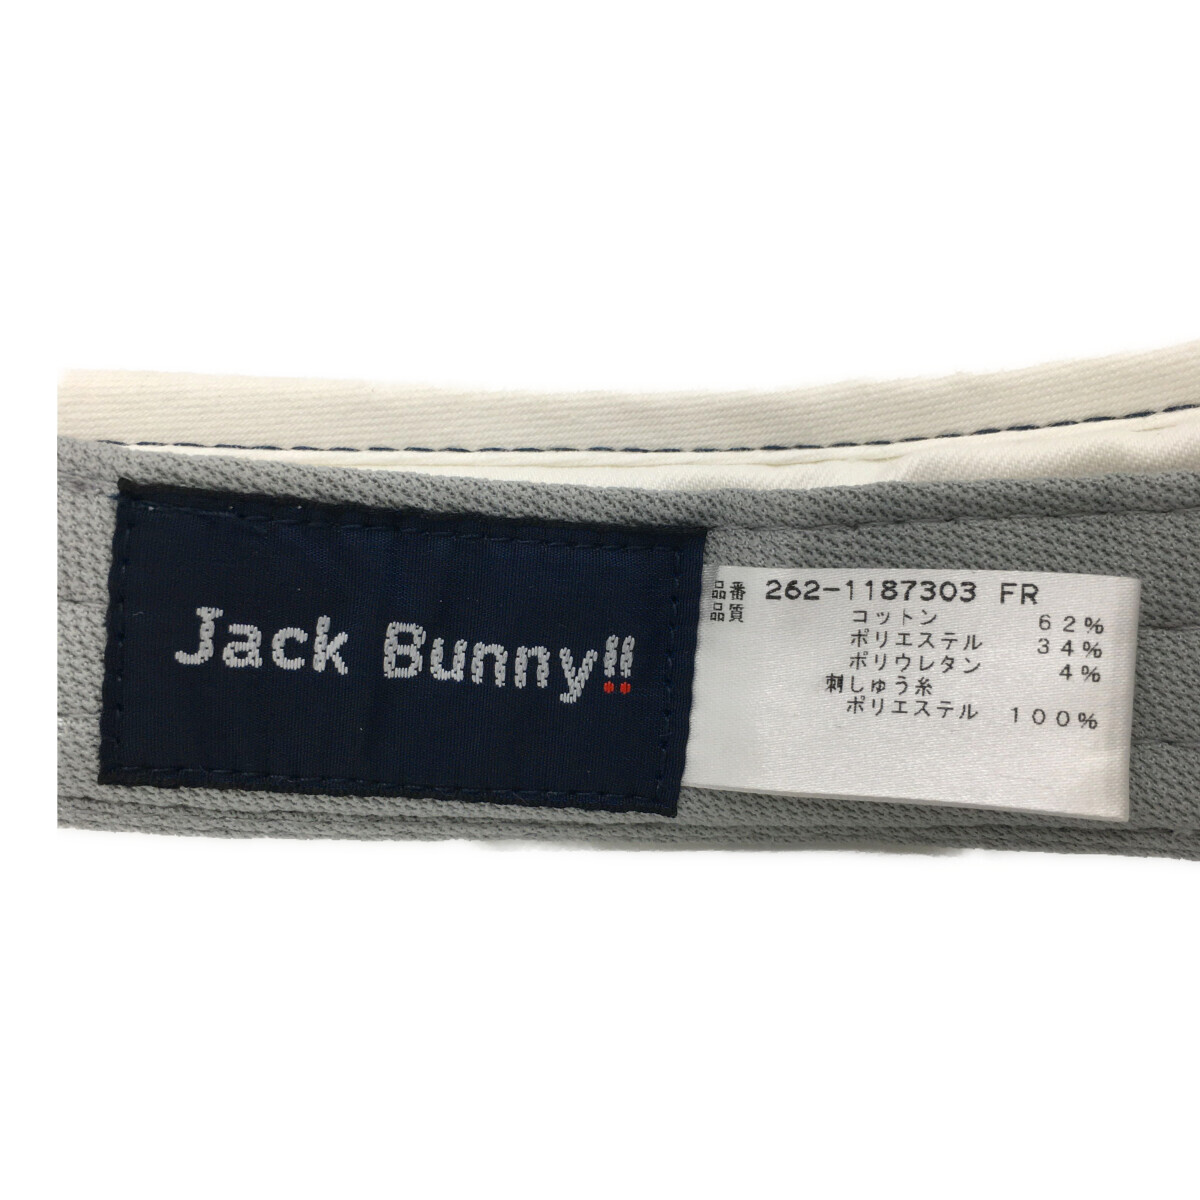 Jack Bunny!!
品番 262-1187303 FR
品質 コットン 62%
ポリエステル 34%
ポリウレタン 4%
刺しゅう糸
ポリエステル 100%